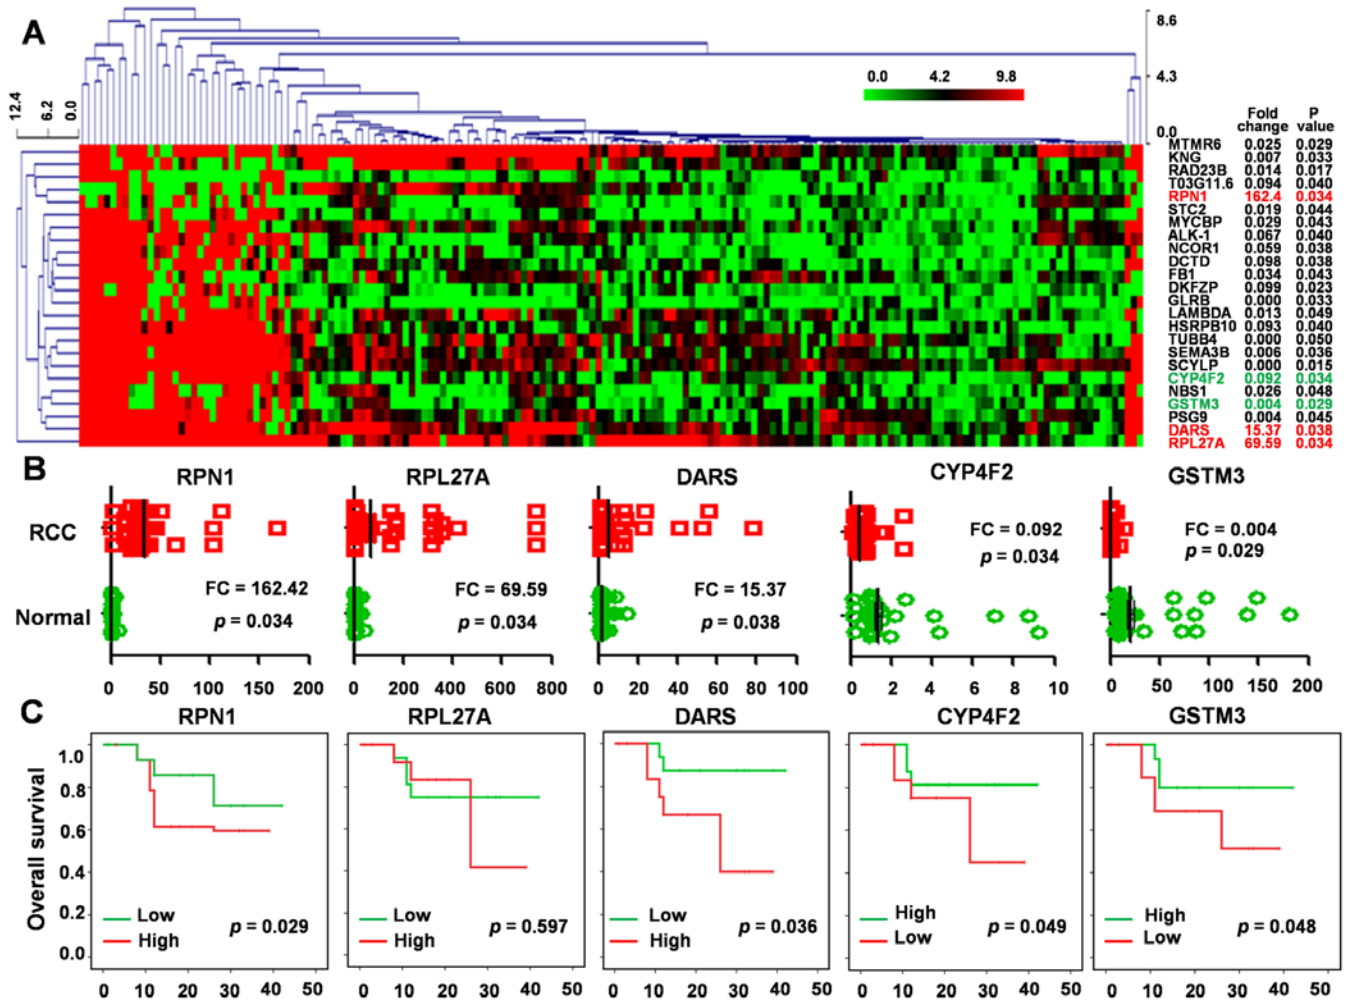 A
8.6
4.3
0.0
12.4
6.2
0.0
0.0 4.2 9.8
Fold change P value
MTMR6 0.025 0.029
KNG 0.007 0.033
RAD23B 0.014 0.017
T03G11.6 0.094 0.040
RPN1 162.4 0.034
STC2 0.019 0.044
MYCBP 0.029 0.043
ALK-1 0.067 0.040
NCOR1 0.059 0.038
DCTD 0.098 0.038
FB1 0.034 0.043
DKFZP 0.099 0.023
GLRB 0.000 0.033
LAMBDA 0.013 0.049
HSRPB10 0.093 0.040
TUBB4 0.000 0.050
SEMA3B 0.006 0.036
SCYLP 0.000 0.015
CYP4F2 0.092 0.034
NBS1 0.026 0.048
GSTM3 0.004 0.029
PSG9 0.004 0.045
DARS 15.37 0.038
RPL27A 69.59 0.034
B
RPN1 RPL27A DARS CYP4F2 GSTM3
RCC
Normal
FC = 162.42
p = 0.034
FC = 69.59
p = 0.034
FC = 15.37
p = 0.038
FC = 0.092
p = 0.034
FC = 0.004
p = 0.029
0 50 100 150 200
0 200 400 600 800
0 20 40 60 80 100
0 2 4 6 8 10
0 50 100 150 200
C
RPN1 RPL27A DARS CYP4F2 GSTM3
Overall survival
1.0
0.8
0.6
0.4
0.2
0.0
Low
High
p = 0.029
Low
High
p = 0.597
Low
High
p = 0.036
High
Low
p = 0.049
High
Low
p = 0.048
0 10 20 30 40 50
0 10 20 30 40 50
0 10 20 30 40 50
0 10 20 30 40 50
0 10 20 30 40 50